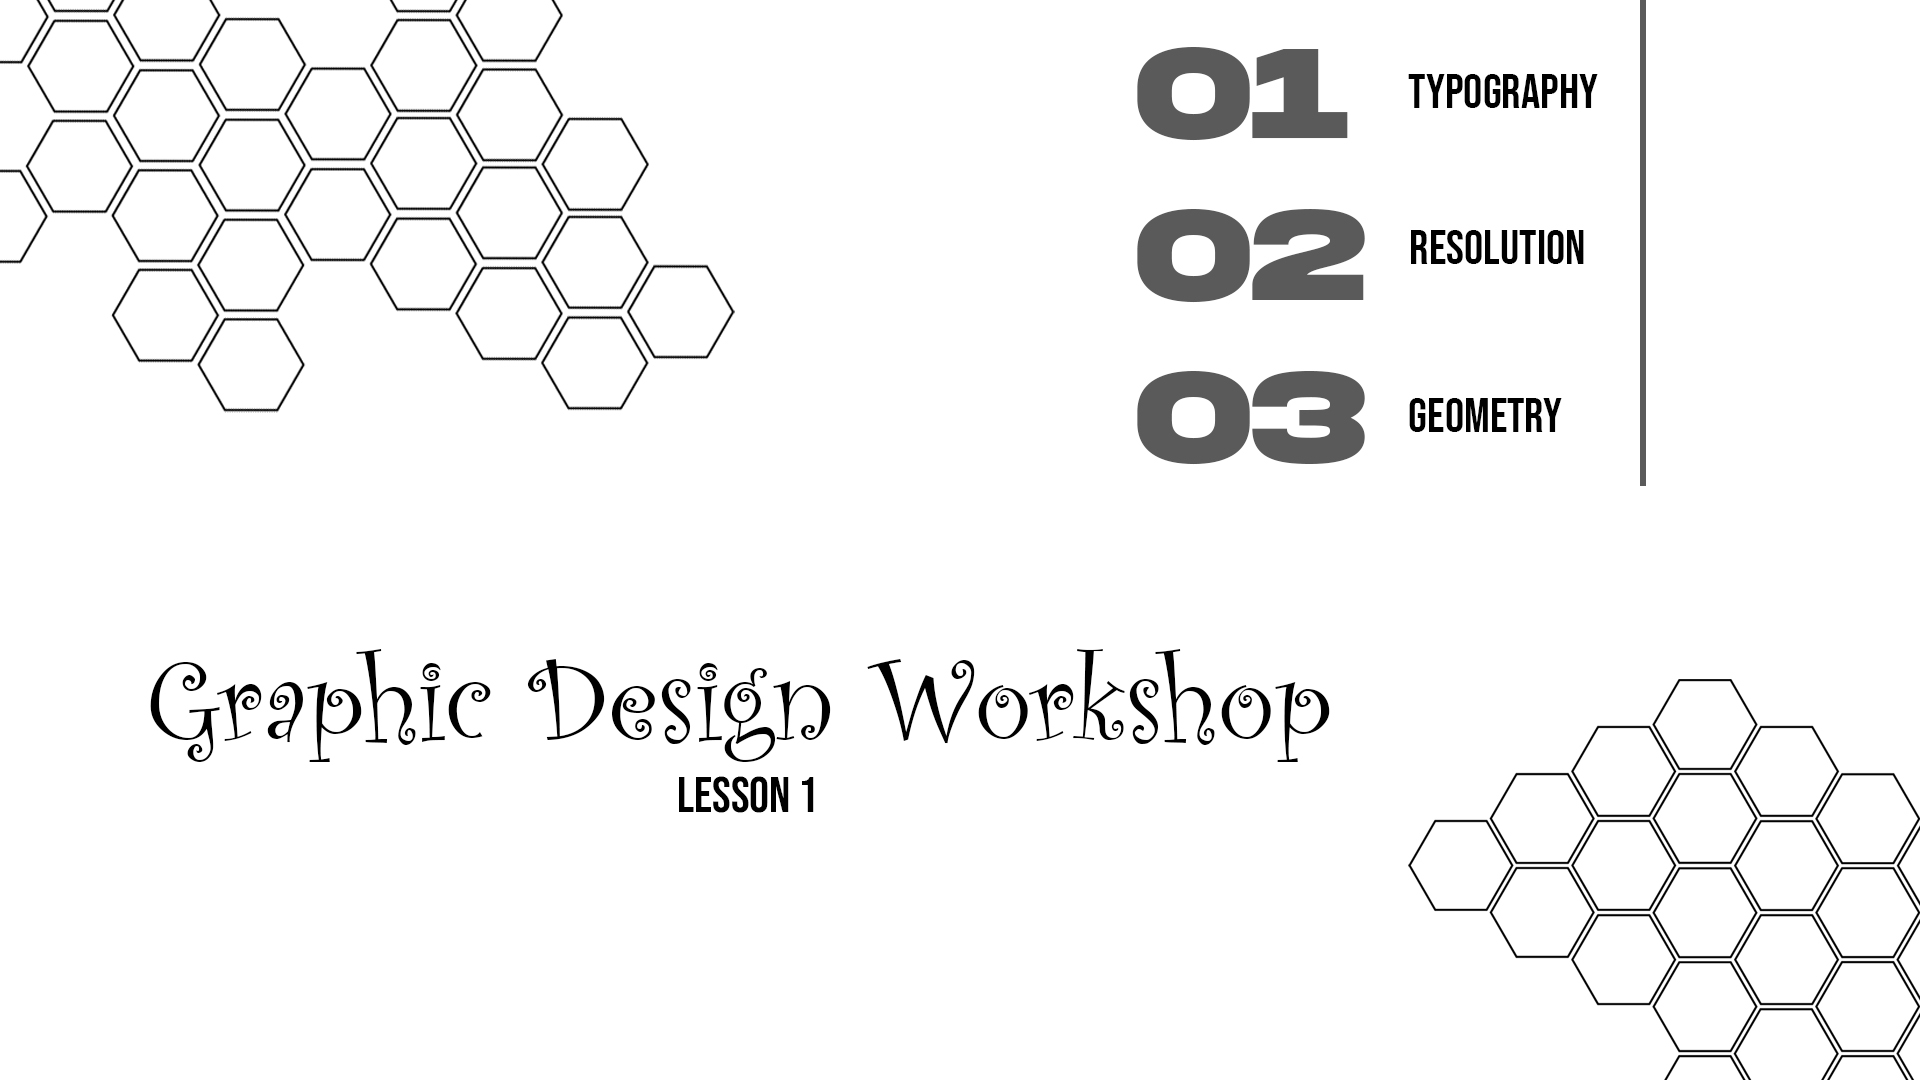 01 TYPOGRAPHY
02 RESOLUTION
03 GEOMETRY
Graphic Design Workshop
LESSON 1